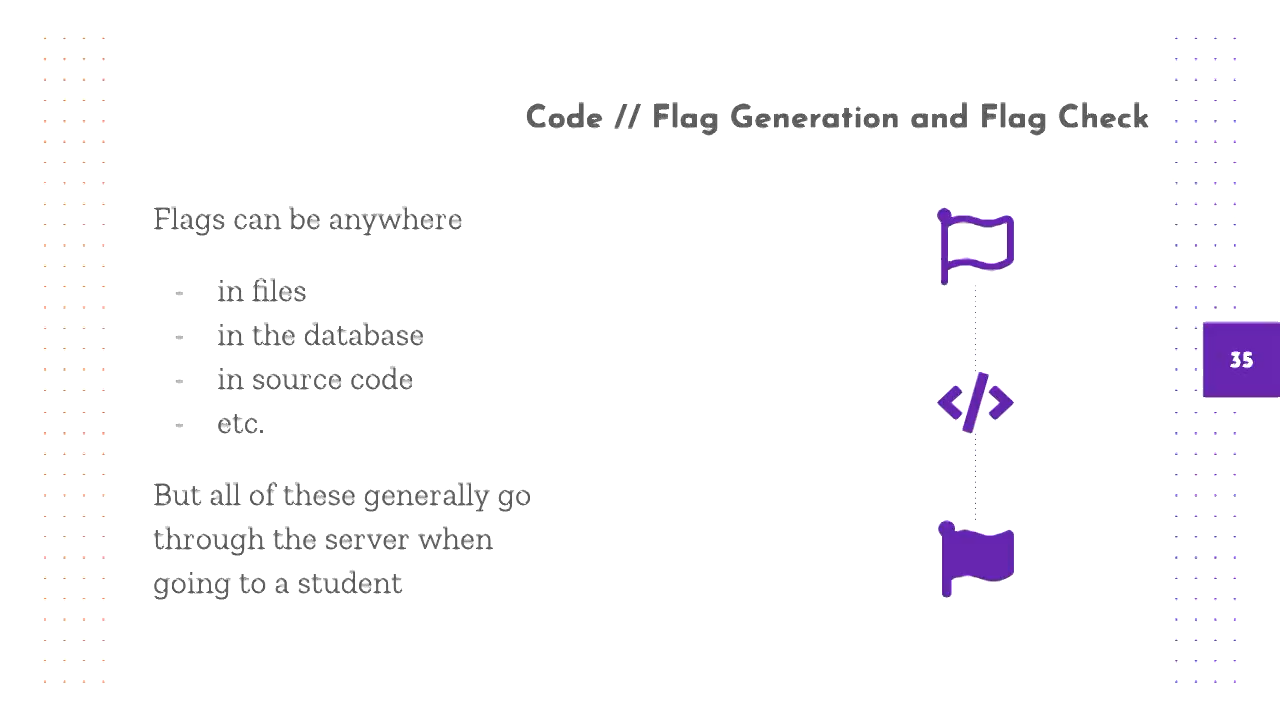 Code // Flag Generation and Flag Check
Flags can be anywhere
- in files
- in the database
- in source code
- etc.
But all of these generally go
through the server when
going to a student
</>
35